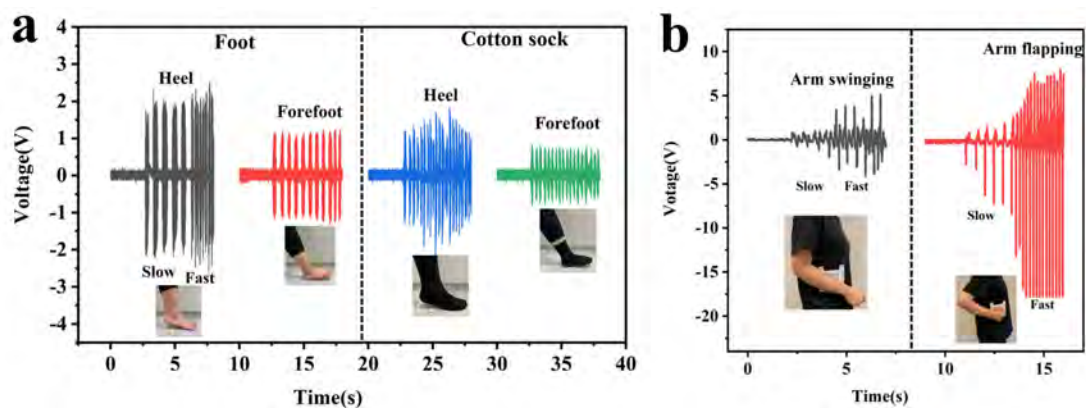 a
Foot
Cotton sock
Heel
Forefoot
Heel
Forefoot
Slow
Fast
4
3
2
1
0
-1
-2
-3
-4
Voltage(V)
0
5
10
15
20
25
30
35
40
Time(s)
b
Arm swinging
Arm flapping
Slow
Fast
Slow
Fast
10
5
0
-5
-10
-15
-20
Votage(V)
0
5
10
15
Time(s)